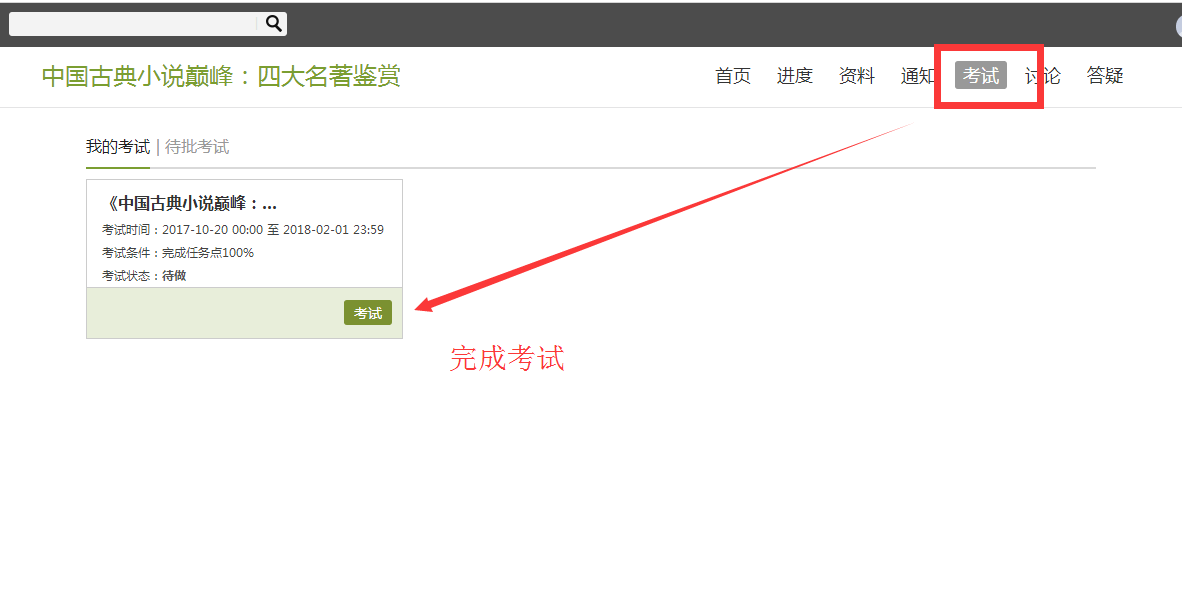 中国古典小说巅峰：四大名著鉴赏
首页 进度 资料 通知 考试 讨论 答疑
我的考试 | 待批考试
《中国古典小说巅峰：...
考试时间：2017-10-20 00:00 至 2018-02-01 23:59
考试条件：完成任务点100%
考试状态：待做
考试
完成考试